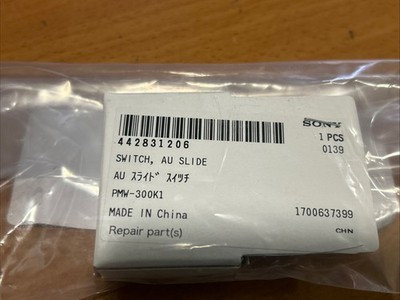 SONY
442831206
1 PCS
0139
SWITCH, AU SLIDE
AU スライド スイッチ
PMW-300K1
MADE IN China
1700637399
Repair part(s)
CHN